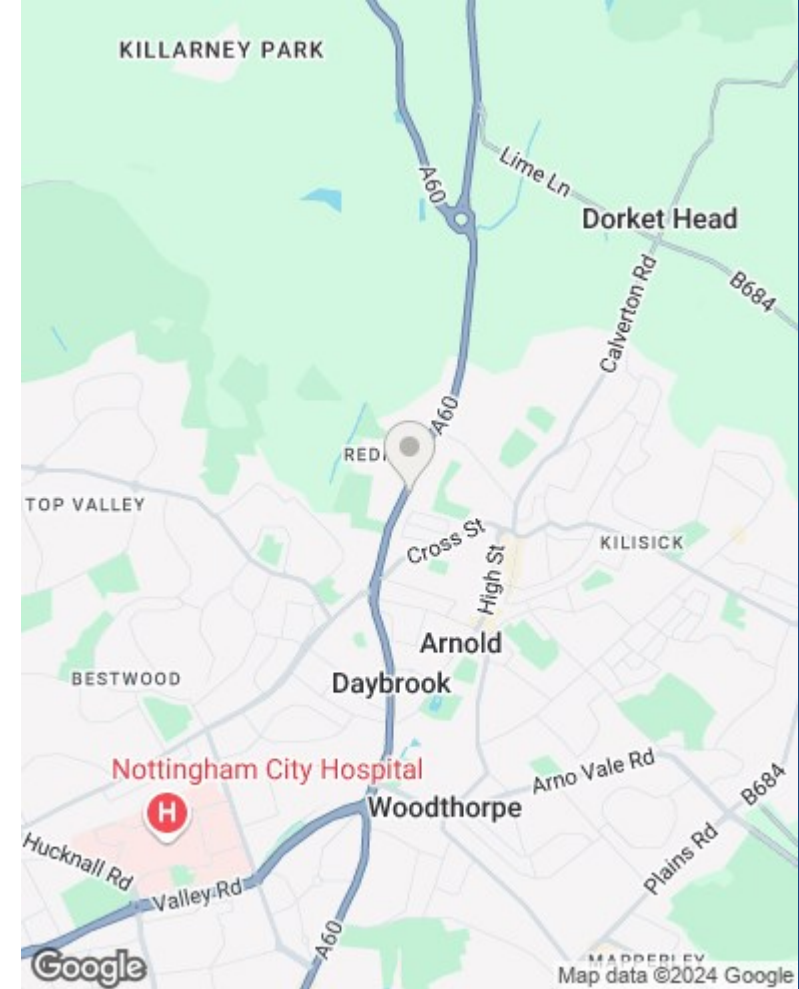 KILLARNEY PARK
A60
Lime Ln
Dorket Head
B684
Calverton Rd
A60
TOP VALLEY
Cross St
High St
KILISICK
Arnold
BESTWOOD
Daybrook
Nottingham City Hospital
H
Arno Vale Rd
B684
Woodthorpe
Hucknall Rd
Valley Rd
Plains Rd
A60
MAPPERLEY
Google
Map data ©2024 Google